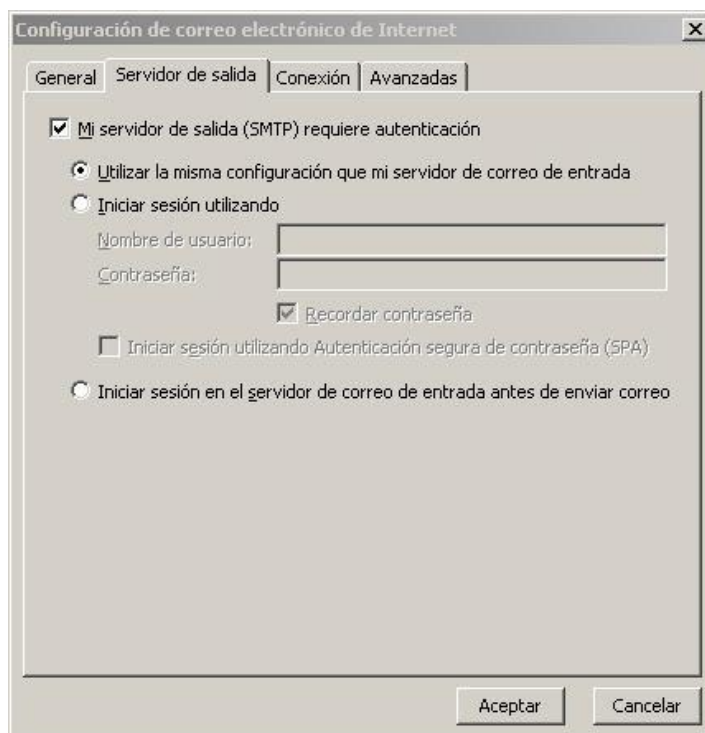 Configuración de correo electrónico de Internet
General Servidor de salida Conexión Avanzadas
Mi servidor de salida (SMTP) requiere autenticación
Utilizar la misma configuración que mi servidor de correo de entrada
Iniciar sesión utilizando
Nombre de usuario:
Contraseña:
Recordar contraseña
Iniciar sesión utilizando Autenticación segura de contraseña (SPA)
Iniciar sesión en el servidor de correo de entrada antes de enviar correo
Aceptar Cancelar